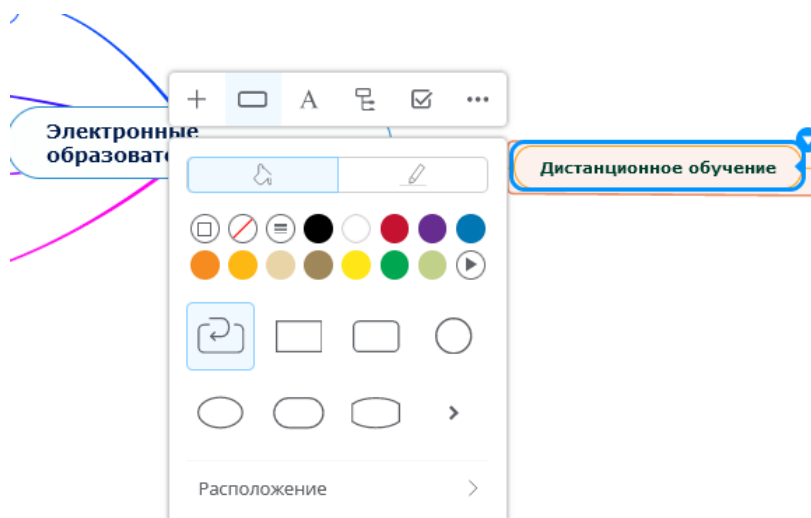 A
Электронные
образовате
Дистанционное обучение
Расположение